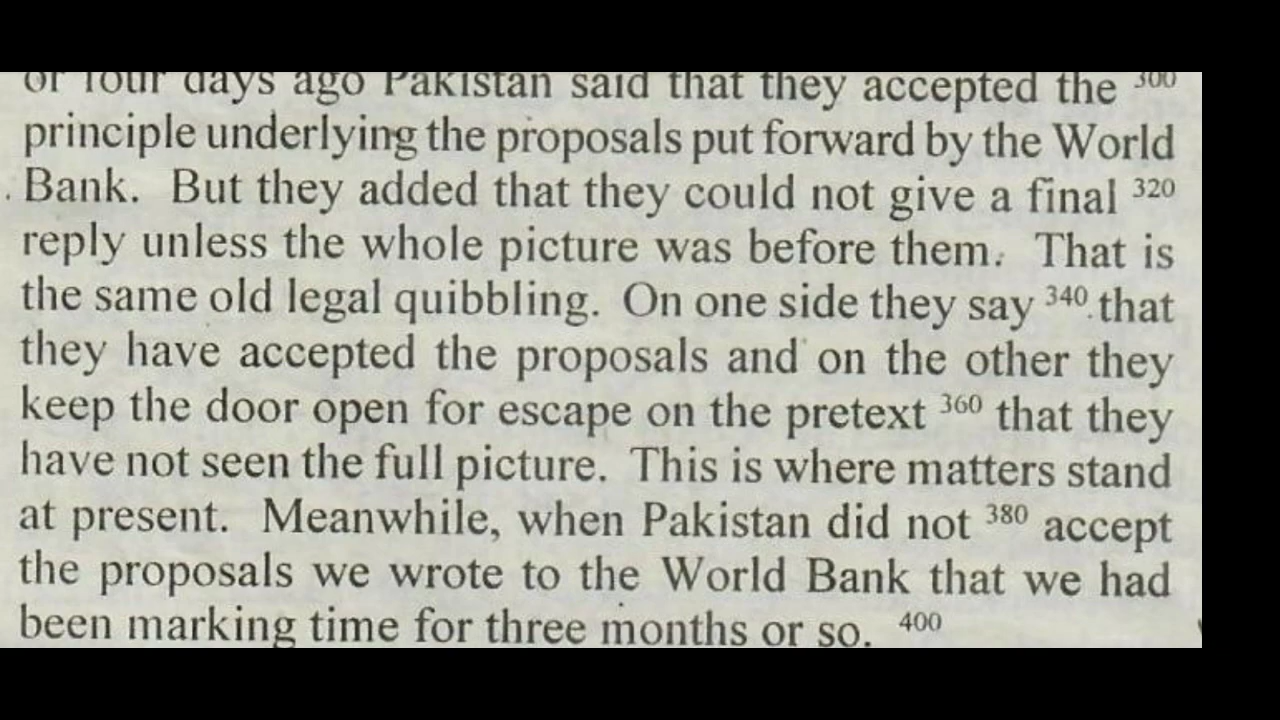 or four days ago Pakistan said that they accepted the 300
principle underlying the proposals put forward by the World
Bank. But they added that they could not give a final 320
reply unless the whole picture was before them. That is
the same old legal quibbling. On one side they say 340 that
they have accepted the proposals and on the other they
keep the door open for escape on the pretext 360 that they
have not seen the full picture. This is where matters stand
at present. Meanwhile, when Pakistan did not 380 accept
the proposals we wrote to the World Bank that we had
been marking time for three months or so. 400